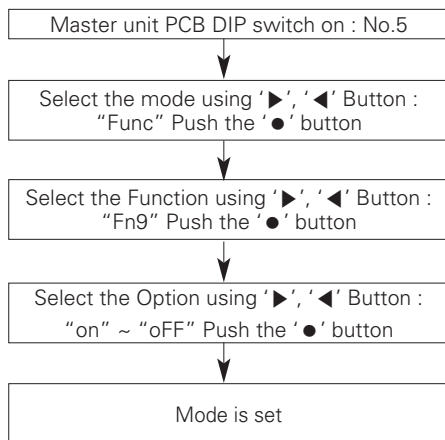 Master unit PCB DIP switch on : No.5
Select the mode using ‘▶’, ‘◀’ Button :
“Func” Push the ‘●’ button
Select the Function using ‘▶’, ‘◀’ Button :
“Fn9” Push the ‘●’ button
Select the Option using ‘▶’, ‘◀’ Button :
“on” ~ “oFF” Push the ‘●’ button
Mode is set